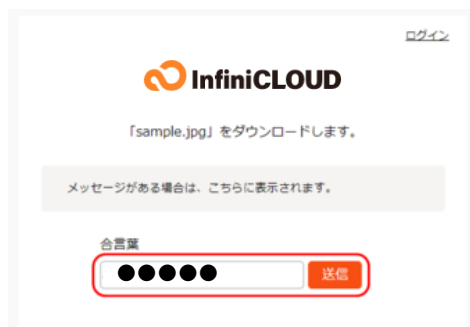 ログイン
InfiniCLOUD
「sample.jpg」をダウンロードします。
メッセージがある場合は、こちらに表示されます。
合言葉
●●●●● 送信